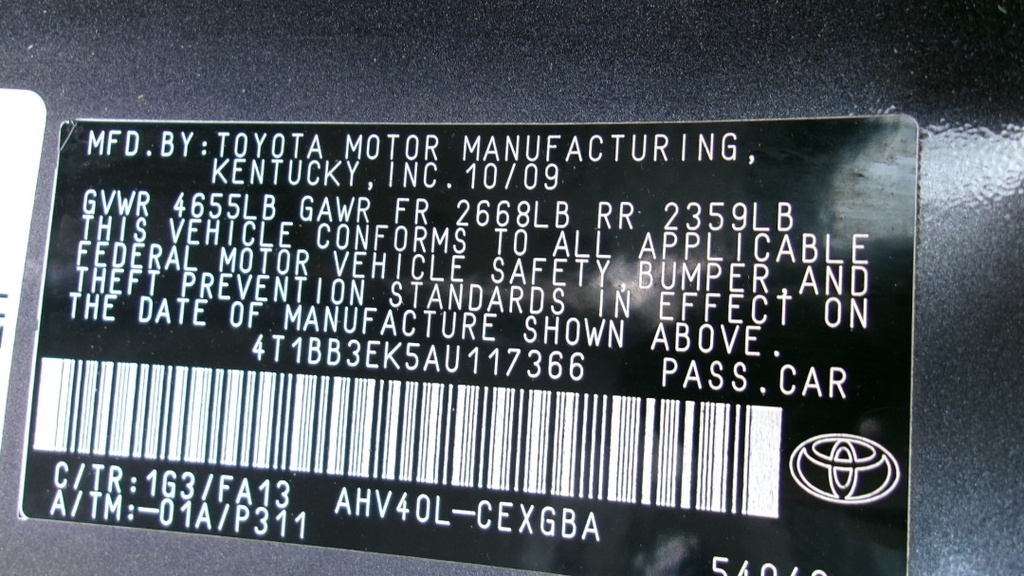 MFD.BY:TOYOTA MOTOR MANUFACTURING,
KENTUCKY,INC.10/09
GVWR 4655LB GAWR FR 2668LB RR 2359LB
THIS VEHICLE CONFORMS TO ALL APPLICABLE
FEDERAL MOTOR VEHICLE SAFETY,BUMPER,AND
THEFT PREVENTION STANDARDS IN EFFECT ON
THE DATE OF MANUFACTURE SHOWN ABOVE.
4T1BB3EK5AU117366 PASS.CAR
C/TR:1G3/FA13
A/TM:-01A/P311 AHV40L-CEXGBA